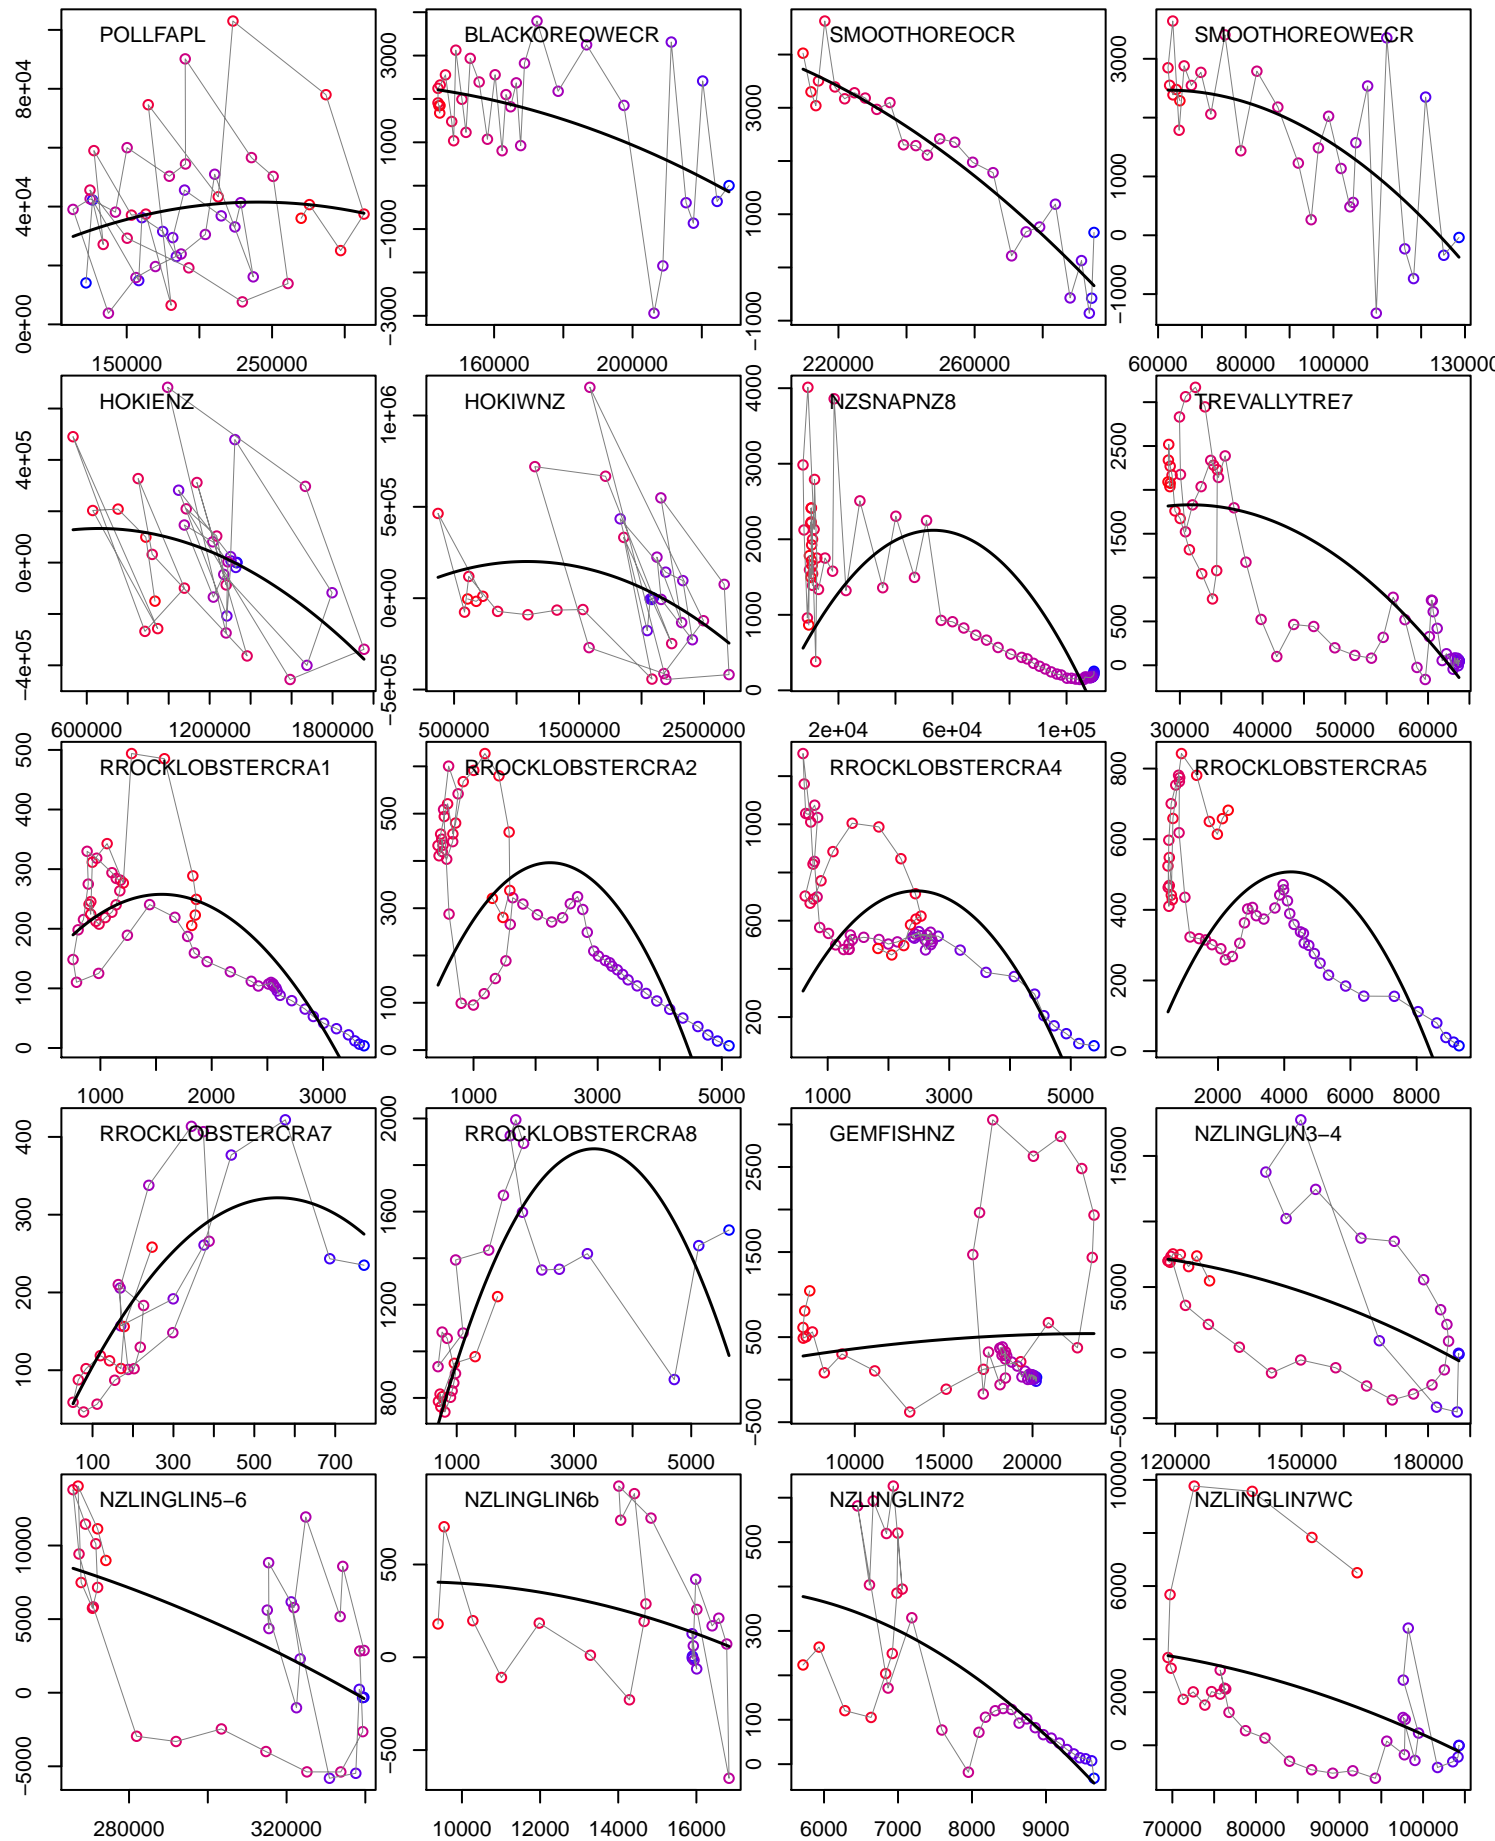 POLLFAPL
BLACKOREOWECR
SMOOTHOREOCR
SMOOTHOREOWECR
0e+00 4e+04 8e+04
−3000 −1000 1000 3000
−1000 1000 3000
−1000 0 1000 3000
150000 250000
160000 200000
220000 260000
60000 80000 100000 130000
HOKIENZ
HOKIWNZ
NZSNAPNZ8
TREVALLYTRE7
−4e+05 0e+00 4e+05
−5e+05 0e+00 5e+05 1e+06
0 1000 2000 3000 4000
0 500 1500 2500
600000 1200000 1800000
500000 1500000 2500000
2e+04 6e+04 1e+05
30000 40000 50000 60000
RROCKLOBSTERCRA1
RROCKLOBSTERCRA2
RROCKLOBSTERCRA4
RROCKLOBSTERCRA5
0 100 200 300 400 500
0 100 300 500
200 600 1000
0 200 400 600 800
1000 2000 3000
1000 3000 5000
1000 3000 5000
2000 4000 6000 8000
RROCKLOBSTERCRA7
RROCKLOBSTERCRA8
GEMFISHNZ
NZLINGLIN3−4
100 200 300 400
800 1200 1600 2000
−500 500 1500 2500
−5000 0 5000 15000
100 300 500 700
1000 3000 5000
10000 15000 20000
120000 150000 180000
NZLINGLIN5−6
NZLINGLIN6b
NZLINGLIN72
NZLINGLIN7WC
−5000 0 5000 10000
−500 0 500
0 100 300 500
0 2000 6000 10000
280000 320000
10000 12000 14000 16000
6000 7000 8000 9000
70000 80000 90000 100000